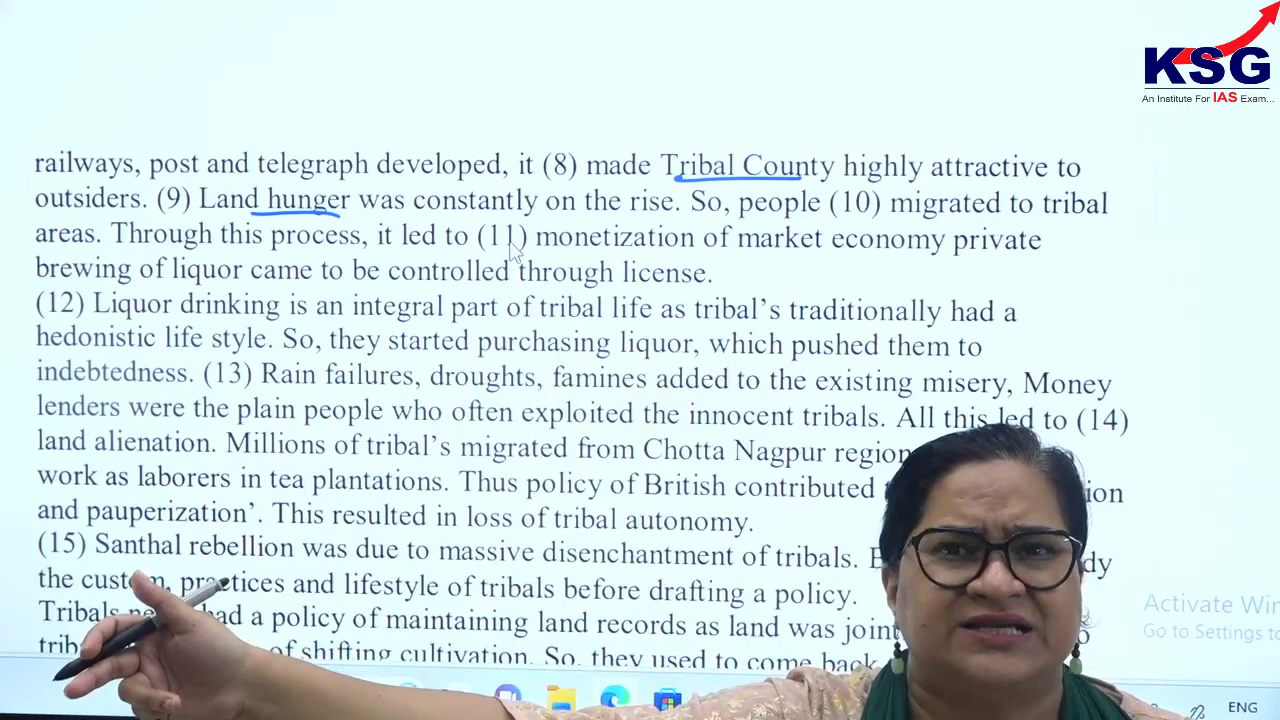 KSG
An Institute For IAS Exam...
railways, post and telegraph developed, it (8) made Tribal County highly attractive to
outsiders. (9) Land hunger was constantly on the rise. So, people (10) migrated to tribal
areas. Through this process, it led to (11) monetization of market economy private
brewing of liquor came to be controlled through license.
(12) Liquor drinking is an integral part of tribal life as tribal's traditionally had a
hedonistic life style. So, they started purchasing liquor, which pushed them to
indebtedness. (13) Rain failures, droughts, famines added to the existing misery, Money
lenders were the plain people who often exploited the innocent tribals. All this led to (14)
land alienation. Millions of tribal's migrated from Chotta Nagpur region
work as laborers in tea plantations. Thus policy of British contributed
and pauperization'. This resulted in loss of tribal autonomy.
(15) Santhal rebellion was due to massive disenchantment of tribals.
the custom, practices and lifestyle of tribals before drafting a policy.
Tribals had a policy of maintaining land records as land was
of shifting cultivation. So, they used to come back
Activate Win
Go to Settings to
ENG